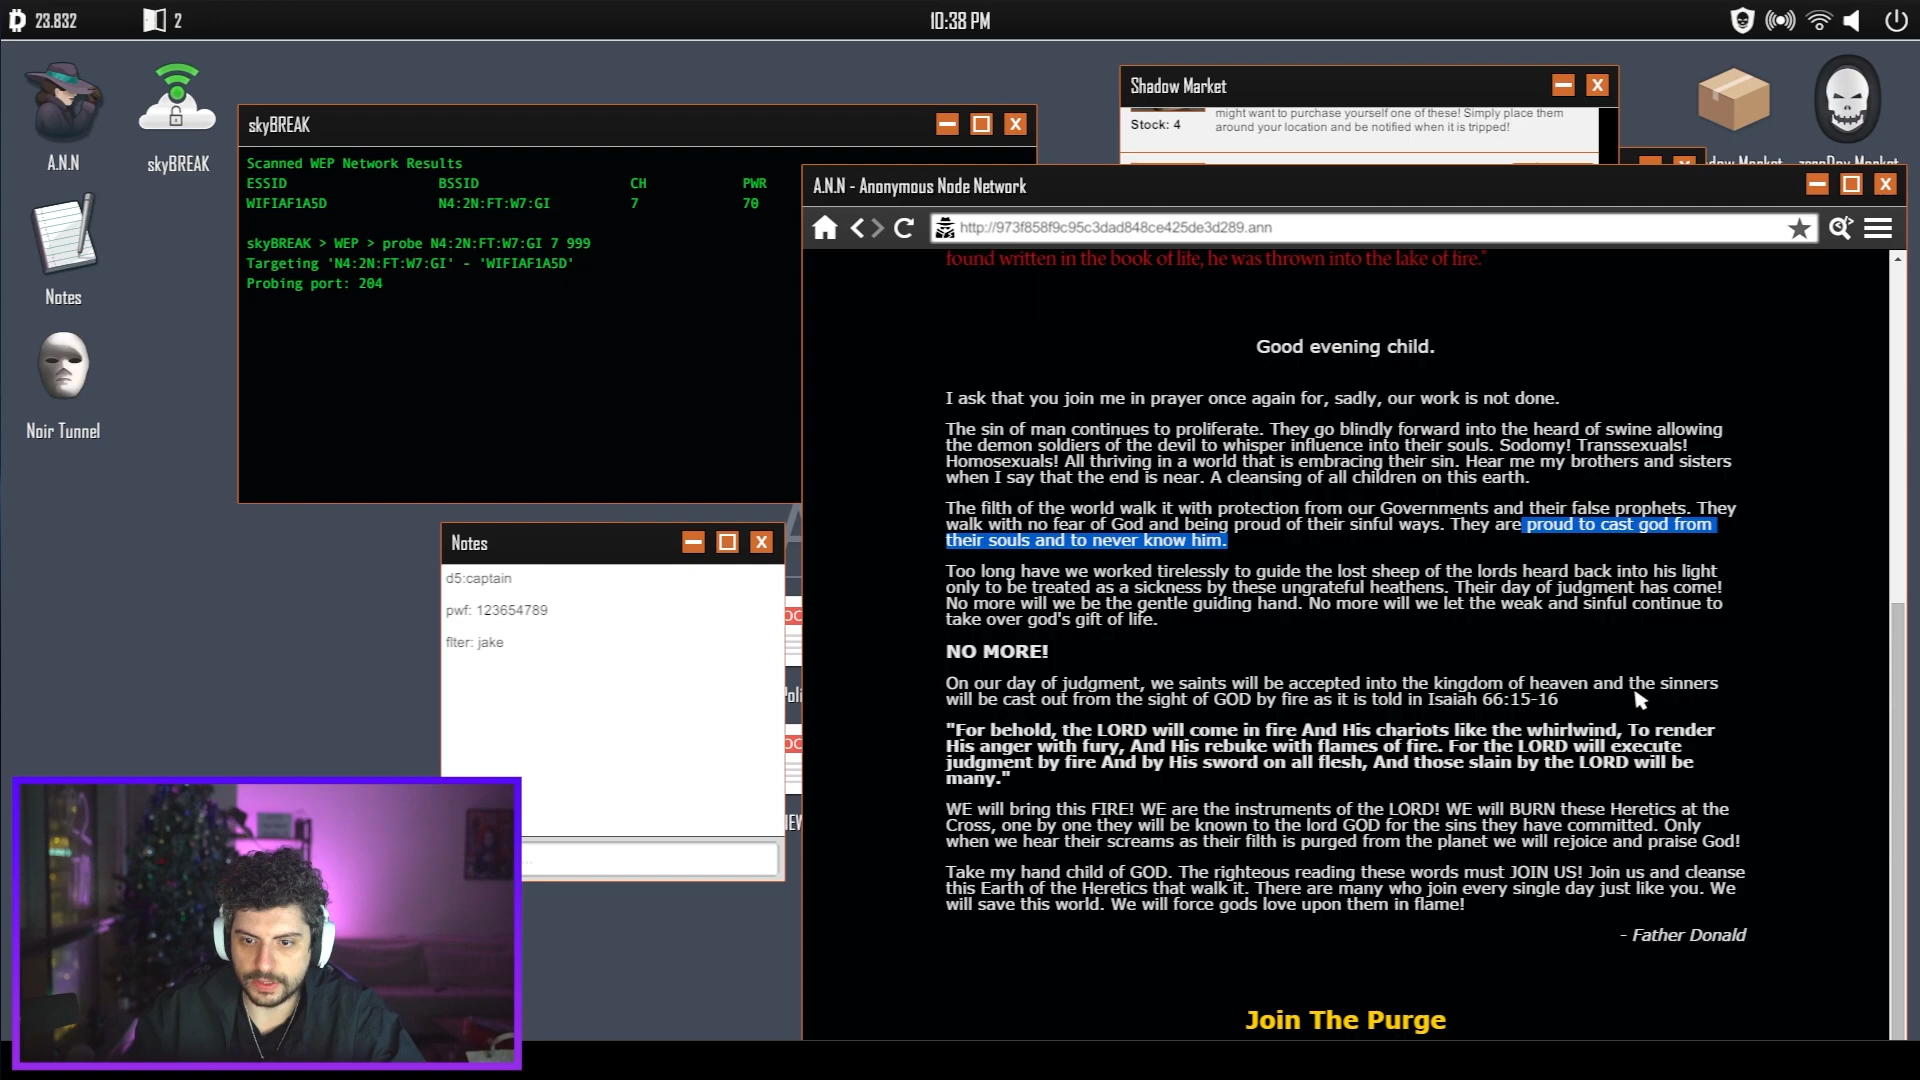 23.832
2
10:38 PM
A.N.N
skyBREAK
Notes
Noir Tunnel
skyBREAK
Scanned WEP Network Results
ESSID BSSID CH PWR
WIFIAF1A5D N4:2N:FT:W7:GI 7 70
skyBREAK > WEP > probe N4:2N:FT:W7:GI 7 999
Targeting 'N4:2N:FT:W7:GI' - 'WIFIAF1A5D'
Probing port: 204
Notes
d5:captain
pwf: 123654789
flter: jake
Shadow Market
Stock: 4
might want to purchase yourself one of these! Simply place them
around your location and be notified when it is tripped!
A.N.N - Anonymous Node Network
http://973f858f9c95c3dad848ce425de3d289.ann
found written in the book of life, he was thrown into the lake of fire."
Good evening child.
I ask that you join me in prayer once again for, sadly, our work is not done.
The sin of man continues to proliferate. They go blindly forward into the heard of swine allowing
the demon soldiers of the devil to whisper influence into their souls. Sodomy! Transsexuals!
Homosexuals! All thriving in a world that is embracing their sin. Hear me my brothers and sisters
when I say that the end is near. A cleansing of all children on this earth.
The filth of the world walk it with protection from our Governments and their false prophets. They
walk with no fear of God and being proud of their sinful ways. They are proud to cast god from
their souls and to never know him.
Too long have we worked tirelessly to guide the lost sheep of the lords heard back into his light
only to be treated as a sickness by these ungrateful heathens. Their day of judgment has come!
No more will we be the gentle guiding hand. No more will we let the weak and sinful continue to
take over god's gift of life.
NO MORE!
On our day of judgment, we saints will be accepted into the kingdom of heaven and the sinners
will be cast out from the sight of GOD by fire as it is told in Isaiah 66:15-16
"For behold, the LORD will come in fire And His chariots like the whirlwind, To render
His anger with fury, And His rebuke with flames of fire. For the LORD will execute
judgment by fire And by His sword on all flesh, And those slain by the LORD will be
many."
WE will bring this FIRE! WE are the instruments of the LORD! WE will BURN these Heretics at the
Cross, one by one they will be known to the lord GOD for the sins they have committed. Only
when we hear their screams as their filth is purged from the planet we will rejoice and praise God!
Take my hand child of GOD. The righteous reading these words must JOIN US! Join us and cleanse
this Earth of the Heretics that walk it. There are many who join every single day just like you. We
will save this world. We will force gods love upon them in flame!
- Father Donald
Join The Purge